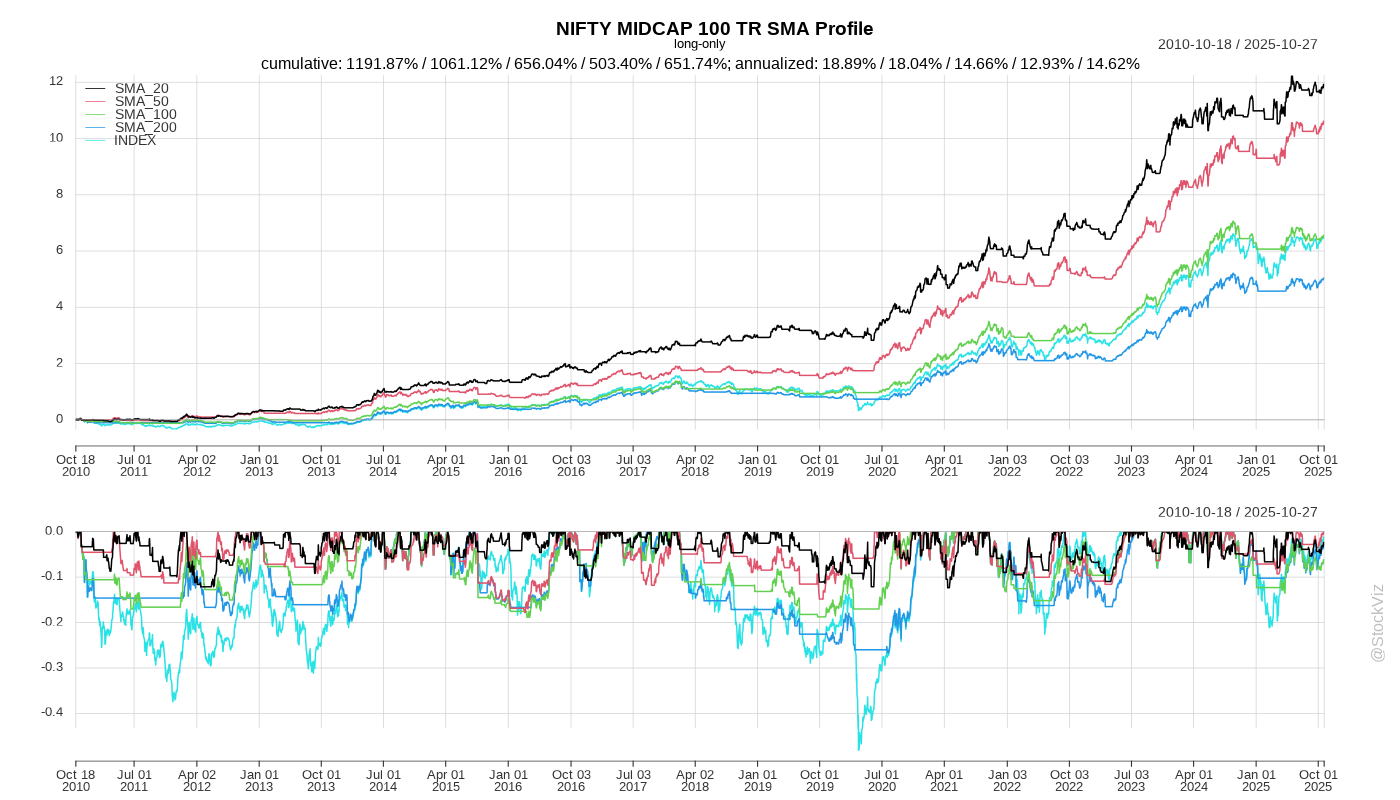 NIFTY MIDCAP 100 TR SMA Profile
long-only
2010-10-18 / 2025-10-27
cumulative: 1191.87% / 1061.12% / 656.04% / 503.40% / 651.74%; annualized: 18.89% / 18.04% / 14.66% / 12.93% / 14.62%
SMA_20
SMA_50
SMA_100
SMA_200
INDEX
12
10
8
6
4
2
0
Oct 18 Jul 01 Apr 02 Jan 01 Oct 01 Jul 01 Apr 01 Jan 01 Oct 03 Jul 03 Apr 02 Jan 01 Oct 01 Jul 01 Apr 01 Jan 03 Oct 03 Jul 03 Apr 01 Jan 01 Oct 01
2010 2011 2012 2013 2013 2014 2015 2016 2016 2017 2018 2019 2019 2020 2021 2022 2022 2023 2024 2025 2025
2010-10-18 / 2025-10-27
0.0
-0.1
-0.2
-0.3
-0.4
Oct 18 Jul 01 Apr 02 Jan 01 Oct 01 Jul 01 Apr 01 Jan 01 Oct 03 Jul 03 Apr 02 Jan 01 Oct 01 Jul 01 Apr 01 Jan 03 Oct 03 Jul 03 Apr 01 Jan 01 Oct 01
2010 2011 2012 2013 2013 2014 2015 2016 2016 2017 2018 2019 2019 2020 2021 2022 2022 2023 2024 2025 2025
@StockViz